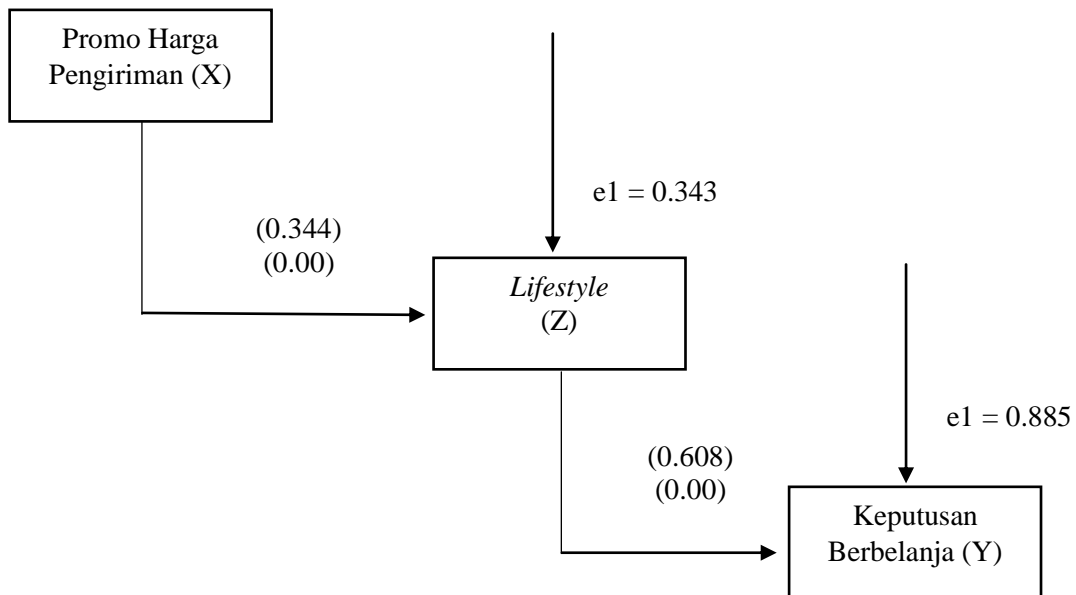 Promo Harga
Pengiriman (X)
e1 = 0.343
(0.344)
(0.00)
Lifestyle
(Z)
e1 = 0.885
(0.608)
(0.00)
Keputusan
Berbelanja (Y)